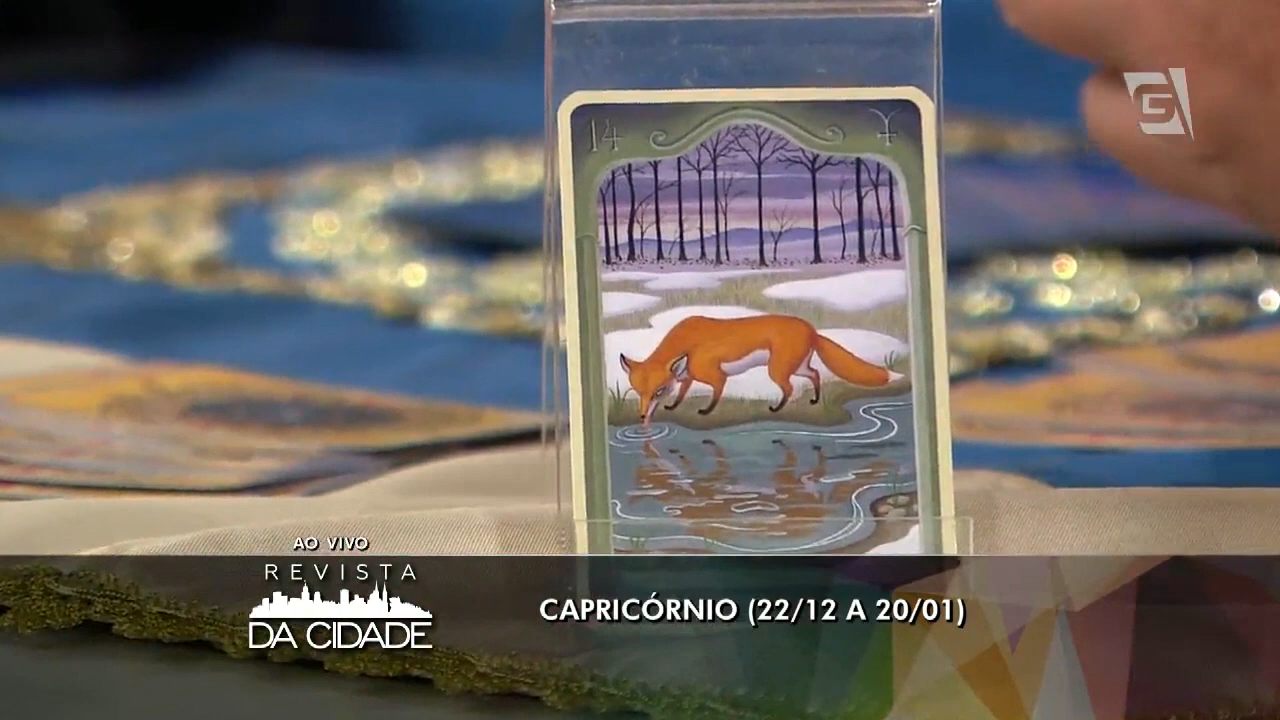 14
G
AO VIVO
REVISTA
DA CIDADE
CAPRICÓRNIO (22/12 A 20/01)